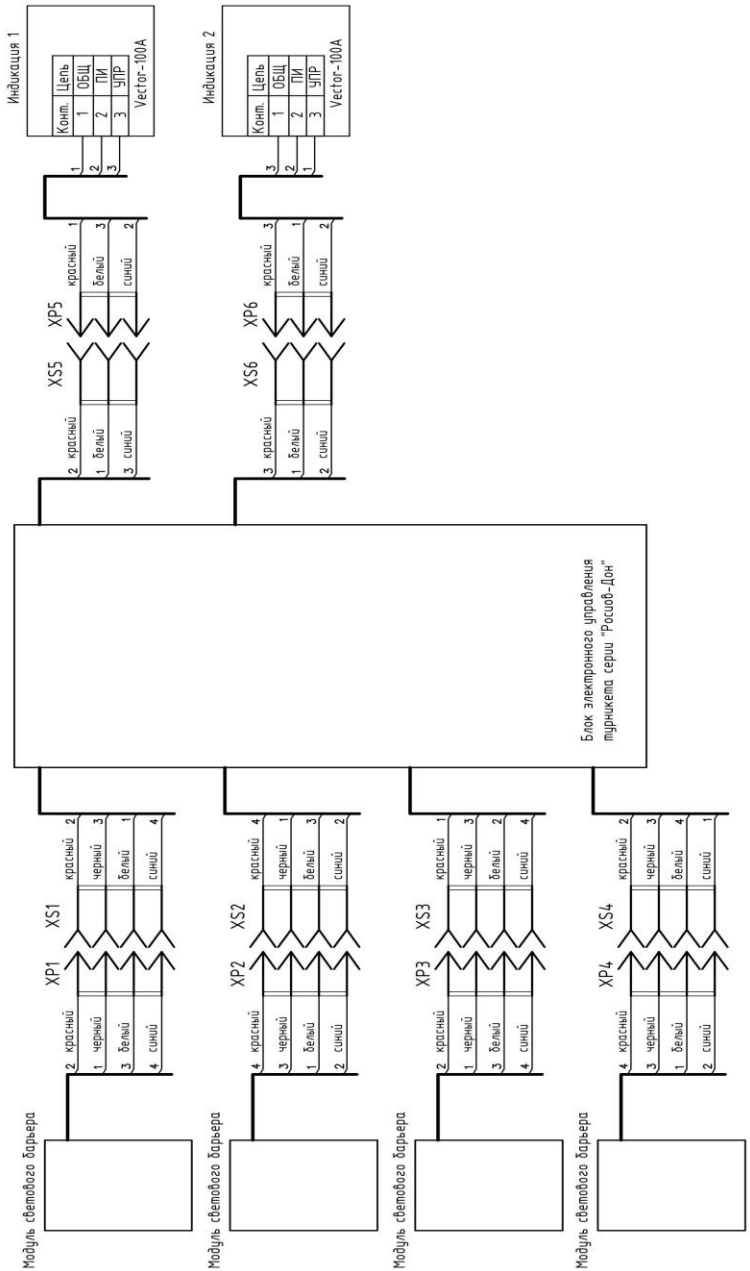 Модуль светового барьера
2 красный
1 черный
3 белый
4 синий
XP1 XS1
красный 2
черный 3
белый 1
синий 4
Модуль светового барьера
4 красный
3 черный
1 белый
2 синий
XP2 XS2
красный 4
черный 1
белый 3
синий 2
Модуль светового барьера
2 красный
1 черный
3 белый
4 синий
XP3 XS3
красный 1
черный 3
белый 2
синий 4
Модуль светового барьера
4 красный
3 черный
1 белый
2 синий
XP4 XS4
красный 2
черный 3
белый 4
синий 1
Блок электронного управления
турникета серии "Росиов-Дон"
2 красный
1 белый
3 синий
XS5 XP5
красный 1
белый 3
синий 2
1
2
3
Индикация 1
Конт. Цепь
1 ОБЩ
2 ПИ
3 УПР
Vector-100A
3 красный
1 белый
2 синий
XS6 XP6
красный 3
белый 1
синий 2
3
2
1
Индикация 2
Конт. Цепь
1 ОБЩ
2 ПИ
3 УПР
Vector-100A